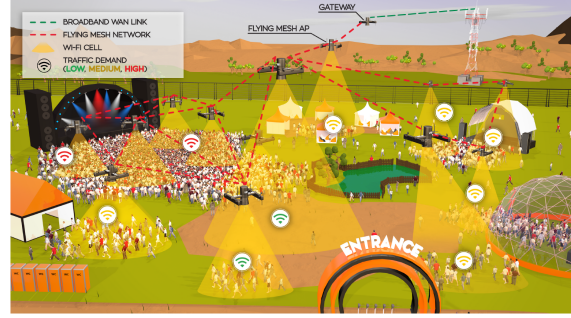 GATEWAY
FLYING MESH AP
BROADBAND WAN LINK
FLYING MESH NETWORK
WI-FI CELL
TRAFFIC DEMAND
(LOW, MEDIUM, HIGH)
ENTRANCE